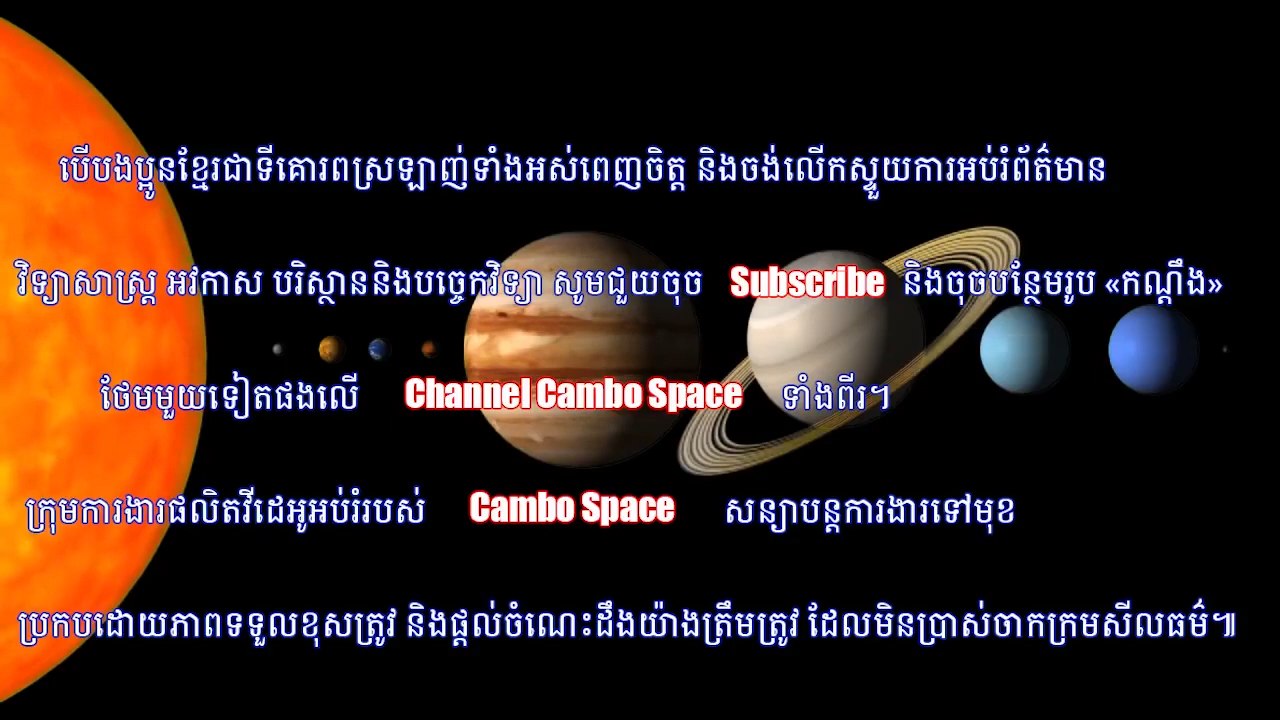 បើបងប្អូនខ្មែរជាទីគោរពស្រឡាញ់ទាំងអស់ពេញចិត្ត និងចង់លើកស្ទួយការអប់រំព័ត៌មាន
វិទ្យាសាស្ត្រ អវកាស បរិស្ថាននិងបច្ចេកវិទ្យា សូមជួយចុច Subscribe និងចុចបន្ថែមរូប «កណ្ដឹង»
ថែមមួយទៀតផងលើ Channel Cambo Space ទាំងពីរ។
ក្រុមការងារផលិតវីដេអូអប់រំរបស់ Cambo Space សន្យាបន្តការងារទៅមុខ
ប្រកបដោយភាពទទួលខុសត្រូវ និងផ្ដល់ចំណេះដឹងយ៉ាងត្រឹមត្រូវ ដែលមិនប្រាស់ចាកក្រមសីលធម៌៕